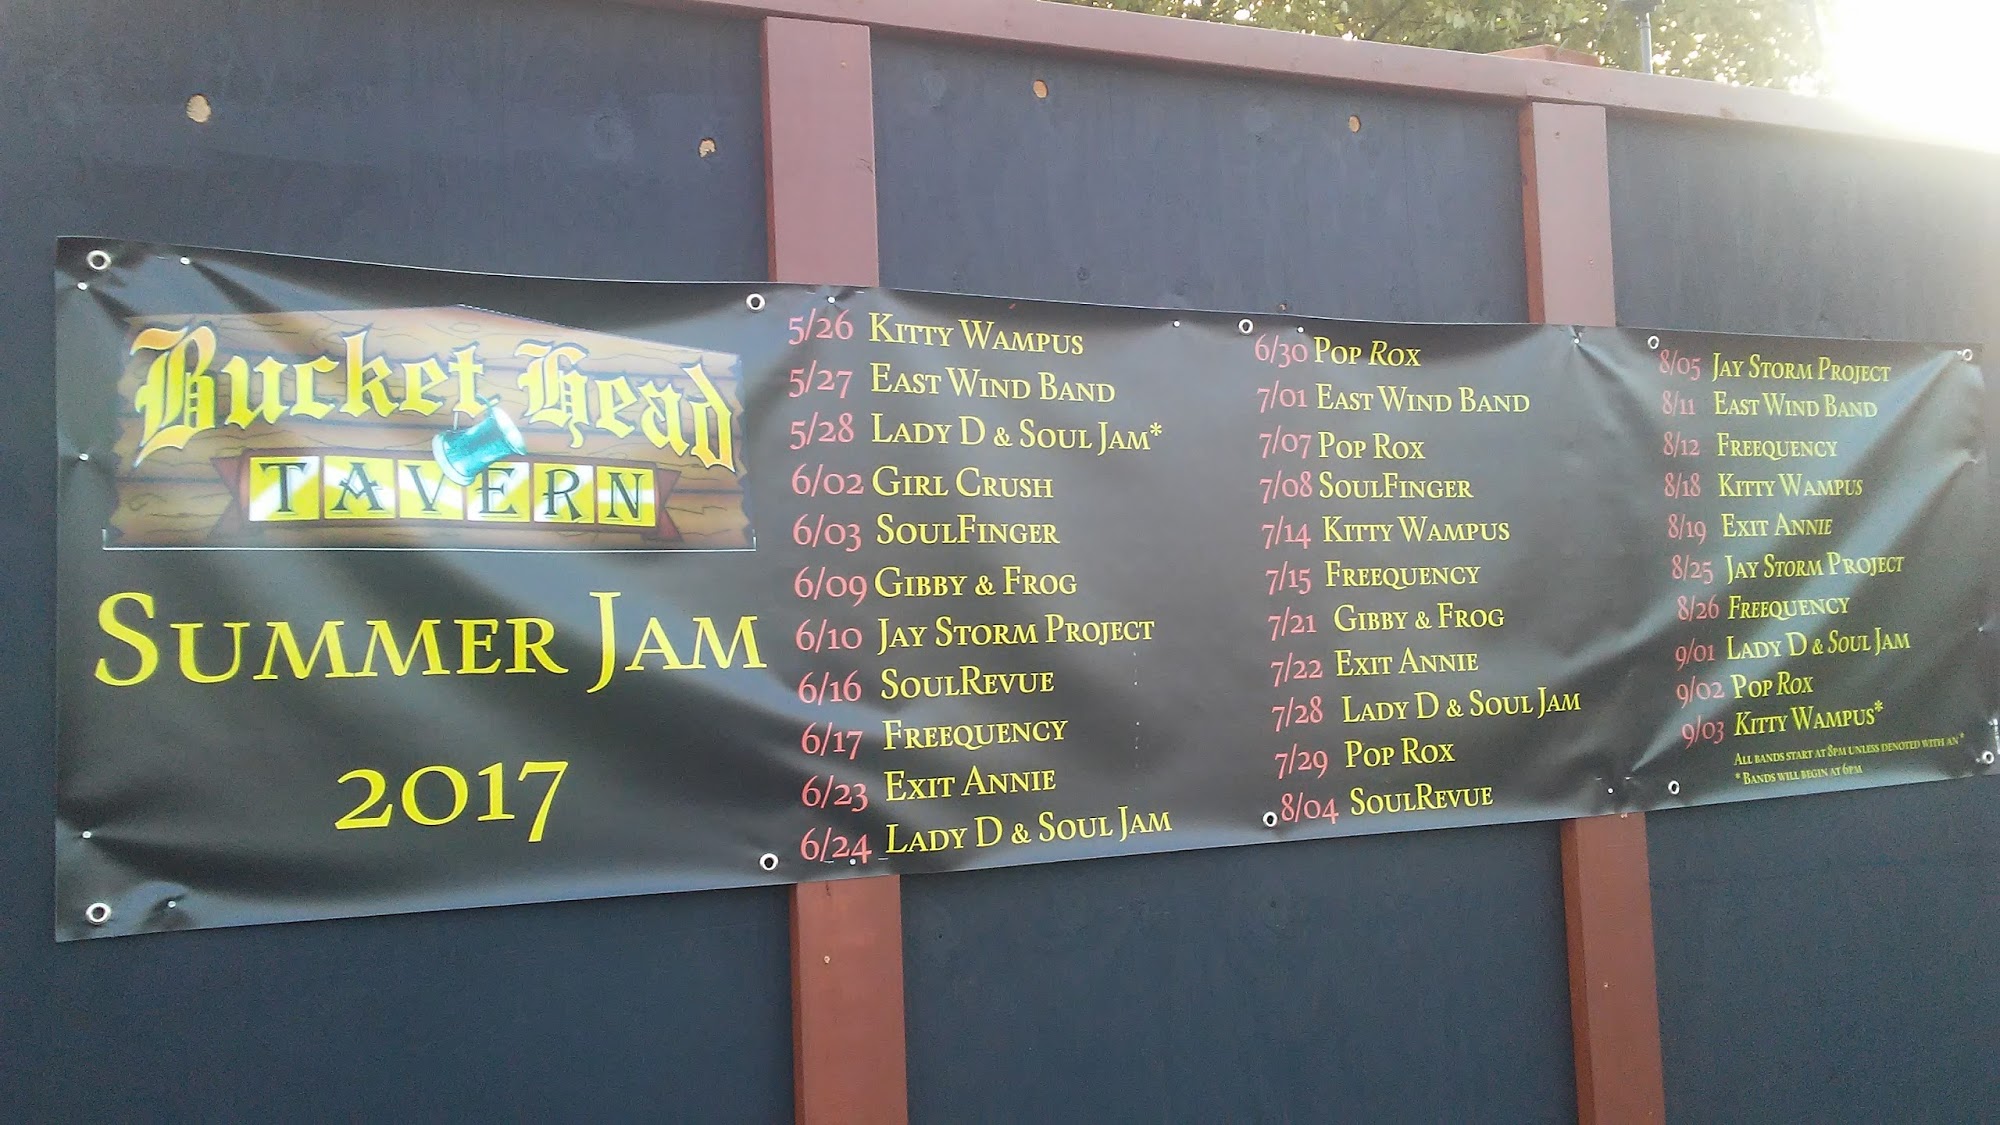 Bucket Head
TAVERN
SUMMER JAM
2017
5/26 KITTY WAMPUS
5/27 EAST WIND BAND
5/28 LADY D & SOUL JAM*
6/02 GIRL CRUSH
6/03 SOULFINGER
6/09 GIBBY & FROG
6/10 JAY STORM PROJECT
6/16 SOULREVUE
6/17 FREEQUENCY
6/23 EXIT ANNIE
6/24 LADY D & SOUL JAM
6/30 POP ROX
7/01 EAST WIND BAND
7/07 POP ROX
7/08 SOULFINGER
7/14 KITTY WAMPUS
7/15 FREEQUENCY
7/21 GIBBY & FROG
7/22 EXIT ANNIE
7/28 LADY D & SOUL JAM
7/29 POP ROX
8/04 SOULREVUE
8/05 JAY STORM PROJECT
8/11 EAST WIND BAND
8/12 FREEQUENCY
8/18 KITTY WAMPUS
8/19 EXIT ANNIE
8/25 JAY STORM PROJECT
8/26 FREEQUENCY
9/01 LADY D & SOUL JAM
9/02 POP ROX
9/03 KITTY WAMPUS*
ALL BANDS START AT 8PM UNLESS DENOTED WITH AN *
* BANDS WILL BEGIN AT 6PM